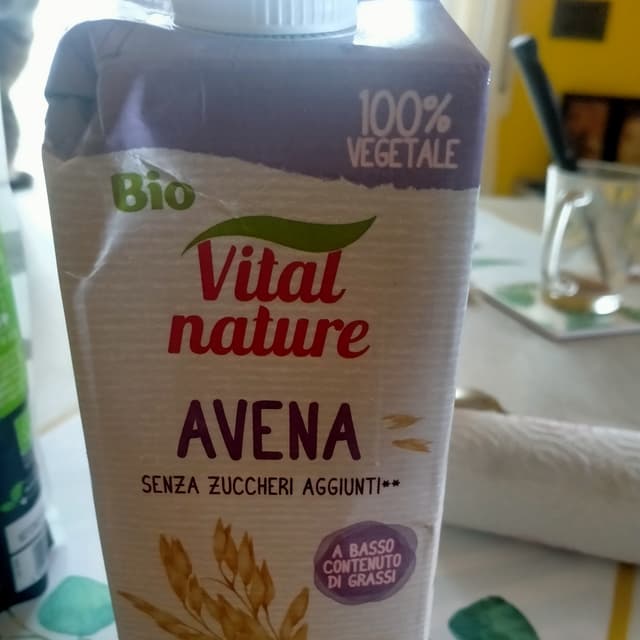 100%
VEGETALE
Bio
Vital
nature
AVENA
SENZA ZUCCHERI AGGIUNTI**
A BASSO
CONTENUTO
DI GRASSI